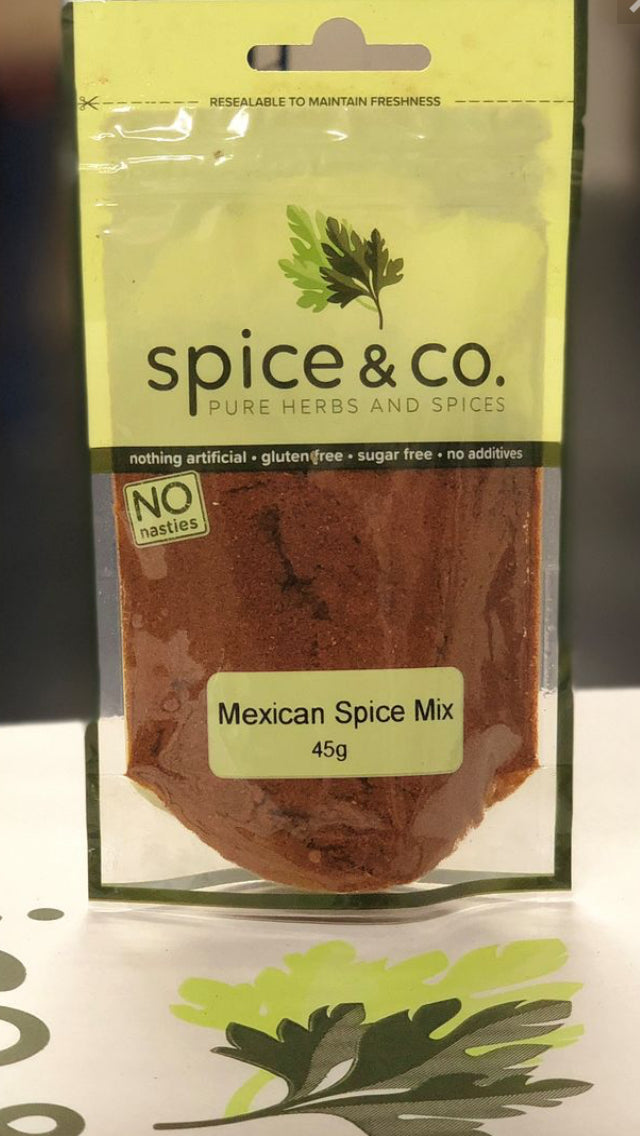 RESEALABLE TO MAINTAIN FRESHNESS
spice & co.
PURE HERBS AND SPICES
nothing artificial • gluten free • sugar free • no additives
NO
nasties
Mexican Spice Mix
45g